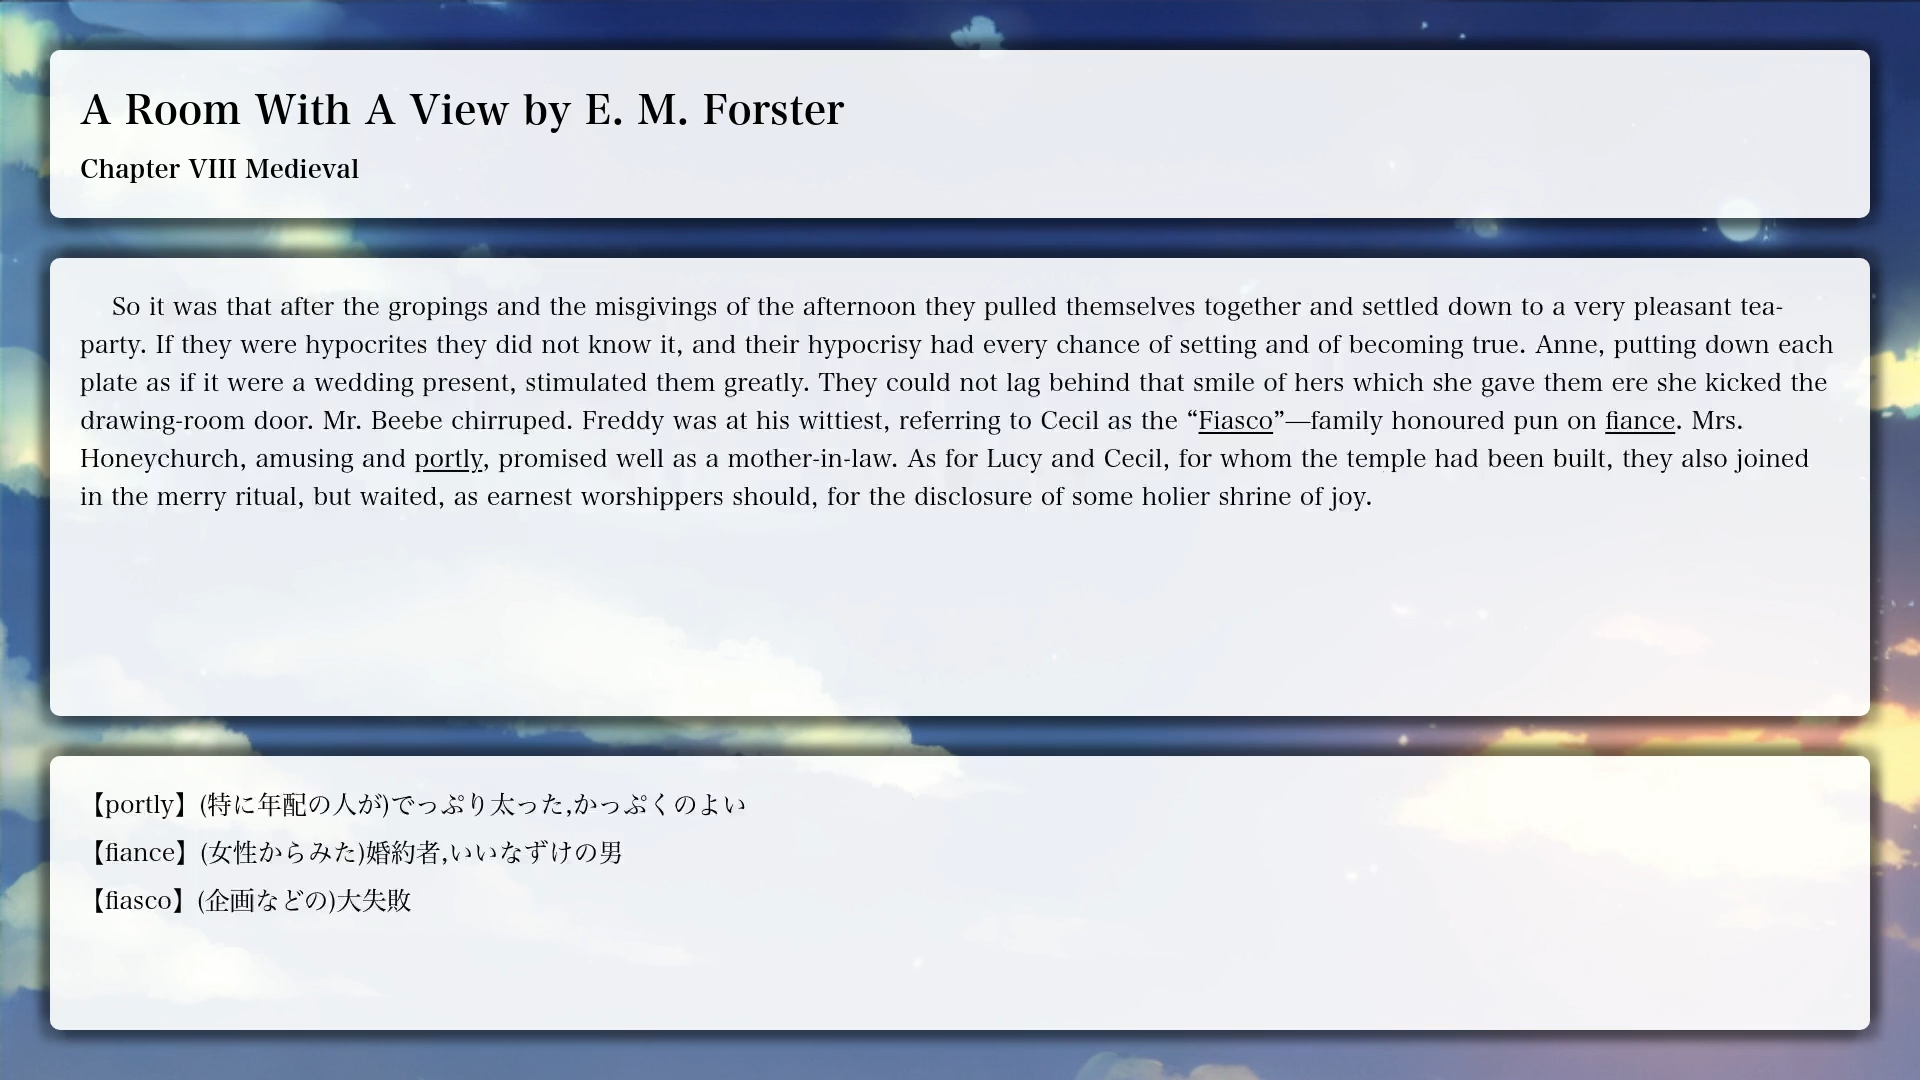 A Room With A View by E. M. Forster
Chapter VIII Medieval
So it was that after the gropings and the misgivings of the afternoon they pulled themselves together and settled down to a very pleasant tea-
party. If they were hypocrites they did not know it, and their hypocrisy had every chance of setting and of becoming true. Anne, putting down each
plate as if it were a wedding present, stimulated them greatly. They could not lag behind that smile of hers which she gave them ere she kicked the
drawing-room door. Mr. Beebe chirruped. Freddy was at his wittiest, referring to Cecil as the “Fiasco”—family honoured pun on fiance. Mrs.
Honeychurch, amusing and portly, promised well as a mother-in-law. As for Lucy and Cecil, for whom the temple had been built, they also joined
in the merry ritual, but waited, as earnest worshippers should, for the disclosure of some holier shrine of joy.
【portly】(特に年配の人が)でっぷり太った,かっぷくのよい
【fiance】(女性からみた)婚約者,いいなずけの男
【fiasco】(企画などの)大失敗